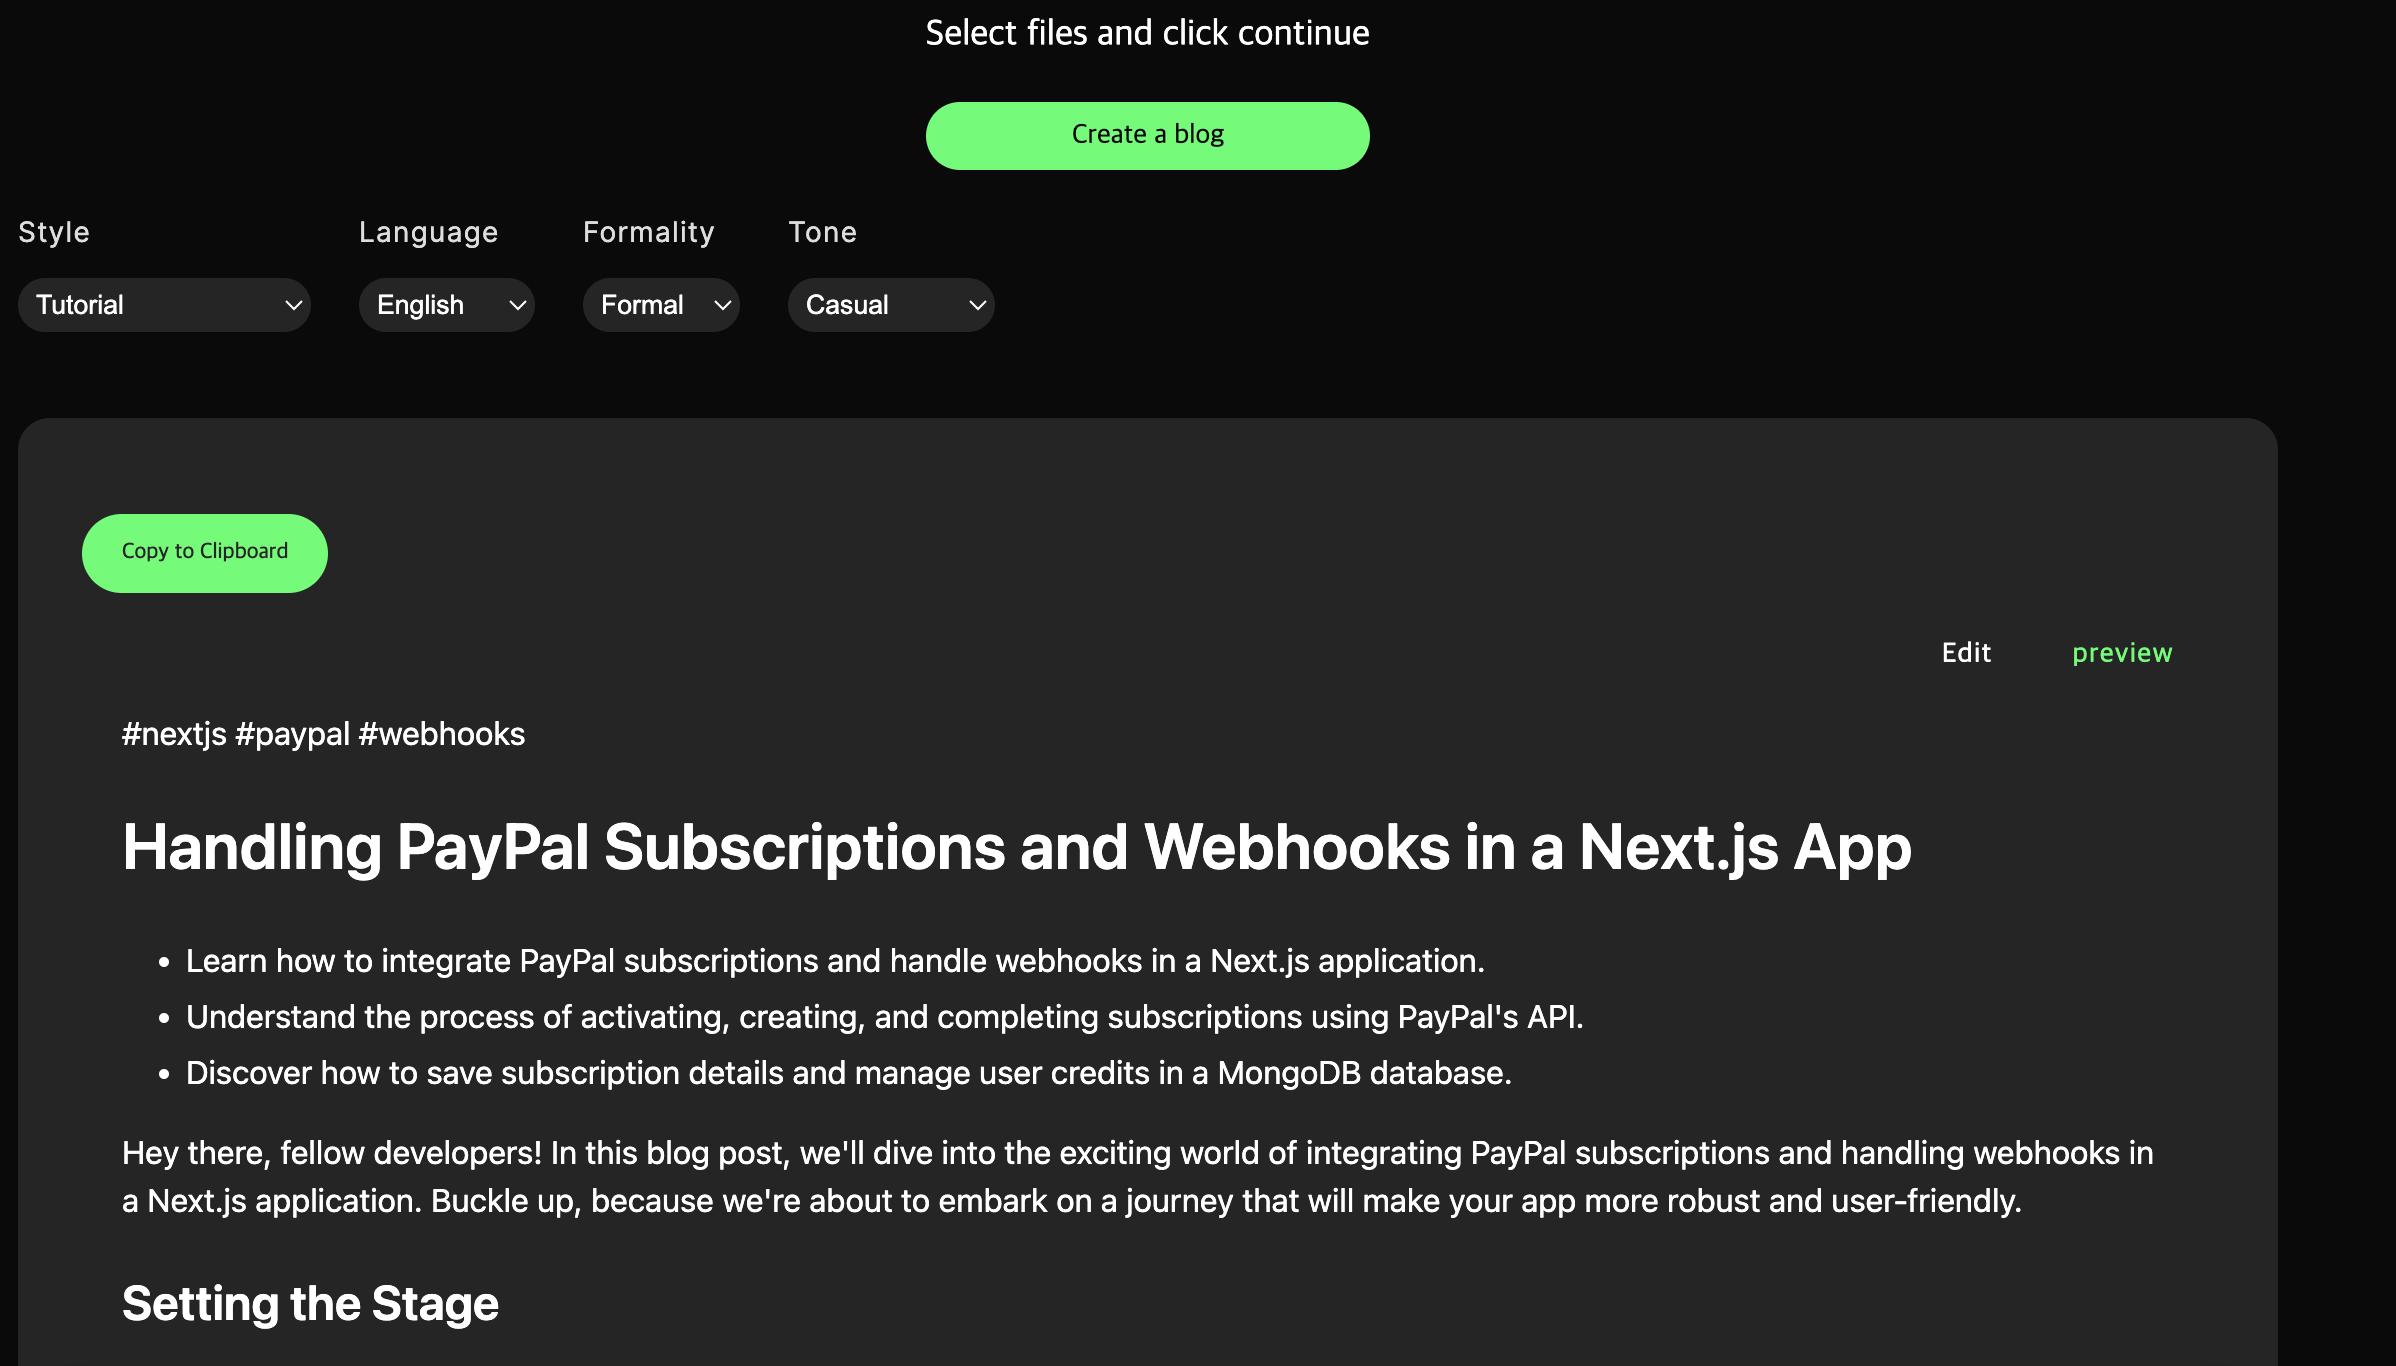 Select files and click continue
Create a blog
Style Language Formality Tone
Tutorial English Formal Casual
Copy to Clipboard
Edit preview
#nextjs #paypal #webhooks
Handling PayPal Subscriptions and Webhooks in a Next.js App
• Learn how to integrate PayPal subscriptions and handle webhooks in a Next.js application.
• Understand the process of activating, creating, and completing subscriptions using PayPal's API.
• Discover how to save subscription details and manage user credits in a MongoDB database.
Hey there, fellow developers! In this blog post, we'll dive into the exciting world of integrating PayPal subscriptions and handling webhooks in
a Next.js application. Buckle up, because we're about to embark on a journey that will make your app more robust and user-friendly.
Setting the Stage